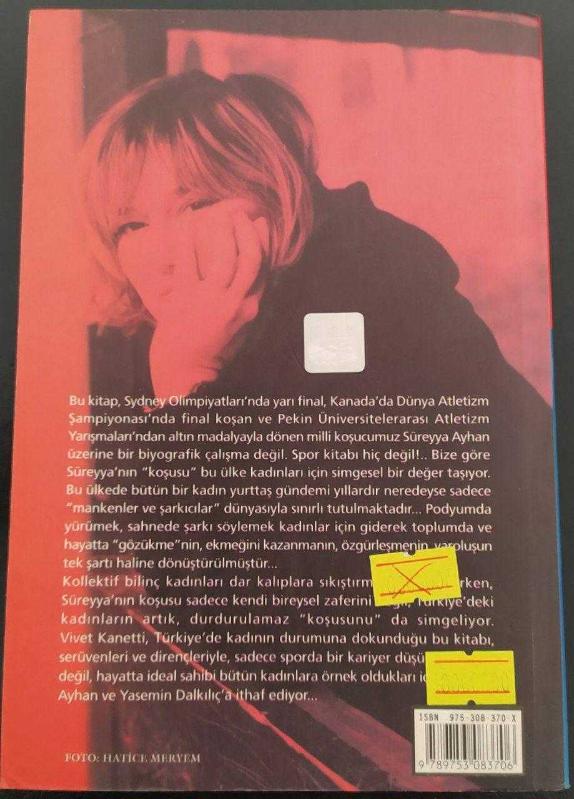 Bu kitap, Sydney Olimpiyatları'nda yarı final, Kanada'da Dünya Atletizm
Şampiyonası'nda final koşan ve Pekin Üniversitelerarası Atletizm
Yarışmaları'ndan altın madalyayla dönen milli koşucumuz Süreyya Ayhan
üzerine bir biyografik çalışma değil. Spor kitabı hiç değil!.. Bize göre
Süreyya'nın “koşusu” bu ülke kadınları için simgesel bir değer taşıyor.
Bu ülkede bütün bir kadın yurttaş gündemi yıllardır neredeyse sadece
“mankenler ve şarkıcılar” dünyasıyla sınırlı tutulmaktadır... Podyumda
yürümek, sahnede şarkı söylemek kadınlar için giderek toplumda ve
hayatta “gözükme”nin, ekmeğini kazanmanın, özgürleşmenin, varoluşun
tek şartı haline dönüştürülmüştür...
Kollektif bilinç kadınları dar kalıplara
Süreyya'nın koşusu sadece kendi bireysel zaferini Türkiye'deki
kadınların artık, durdurulamaz “koşusunu” da simgeliyor.
Vivet Kanetti, Türkiye'de kadının durumuna dokunduğu bu kitabı,
serüvenleri ve dirençleriyle, sadece sporda bir kariyer
değil, hayatta ideal sahibi bütün kadınlara örnek oldukları
Ayhan ve Yasemin Dalkılıç'a ithaf ediyor...
FOTO: HATİCE MERYEM
ISBN 975-308-370-X
9 789753 083706